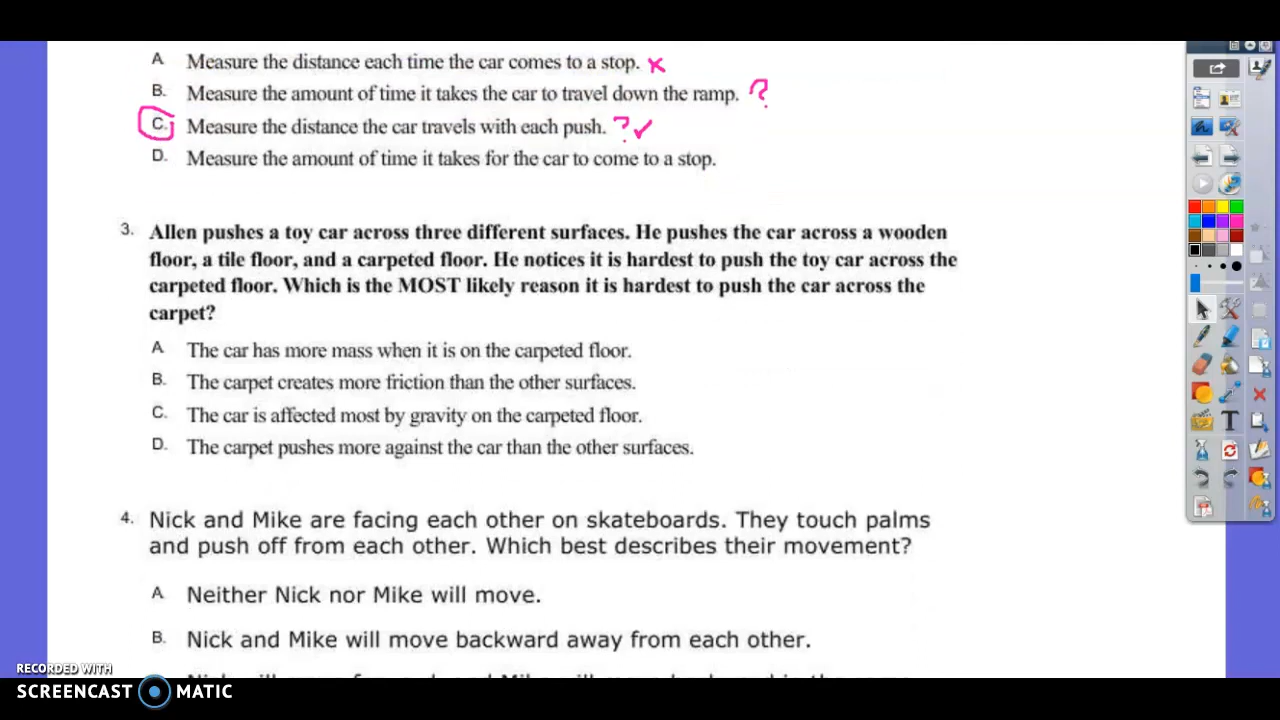 A Measure the distance each time the car comes to a stop. x
B. Measure the amount of time it takes the car to travel down the ramp. ?
C. Measure the distance the car travels with each push. ? ✓
D. Measure the amount of time it takes for the car to come to a stop.
3. Allen pushes a toy car across three different surfaces. He pushes the car across a wooden
floor, a tile floor, and a carpeted floor. He notices it is hardest to push the toy car across the
carpeted floor. Which is the MOST likely reason it is hardest to push the car across the
carpet?
A The car has more mass when it is on the carpeted floor.
B. The carpet creates more friction than the other surfaces.
C. The car is affected most by gravity on the carpeted floor.
D. The carpet pushes more against the car than the other surfaces.
4. Nick and Mike are facing each other on skateboards. They touch palms
and push off from each other. Which best describes their movement?
A Neither Nick nor Mike will move.
B. Nick and Mike will move backward away from each other.
RECORDED WITH
SCREENCAST MATIC